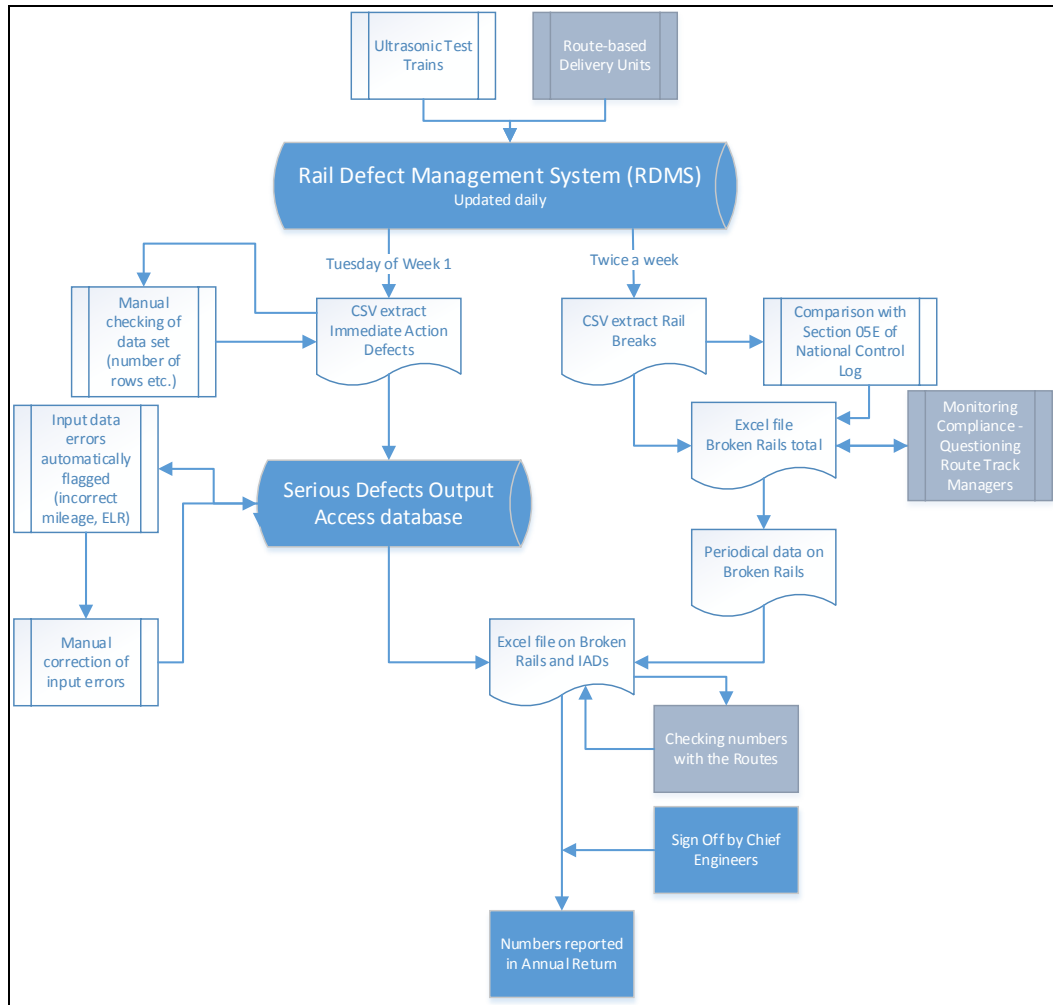 Ultrasonic Test
Trains
Route-based
Delivery Units
Rail Defect Management System (RDMS)
Updated daily
Tuesday of Week 1
Twice a week
Manual
checking of
data set
(number of
rows etc.)
CSV extract
Immediate Action
Defects
CSV extract Rail
Breaks
Comparison with
Section 05E of
National Control
Log
Input data
errors
automatically
flagged
(incorrect
mileage, ELR)
Excel file
Broken Rails total
Monitoring
Compliance -
Questioning
Route Track
Managers
Serious Defects Output
Access database
Periodical data on
Broken Rails
Manual
correction of
input errors
Excel file on Broken
Rails and IADs
Checking numbers
with the Routes
Sign Off by Chief
Engineers
Numbers reported
in Annual Return